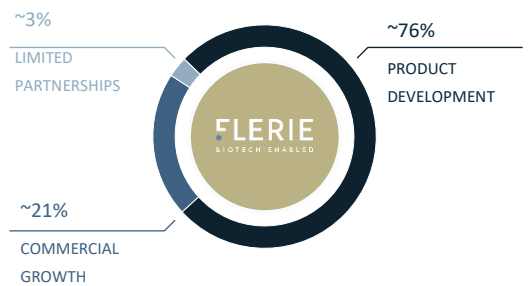 ~3%
LIMITED
PARTNERSHIPS
~76%
PRODUCT
DEVELOPMENT
FLERIE
BIOTECH ENABLED
~21%
COMMERCIAL
GROWTH